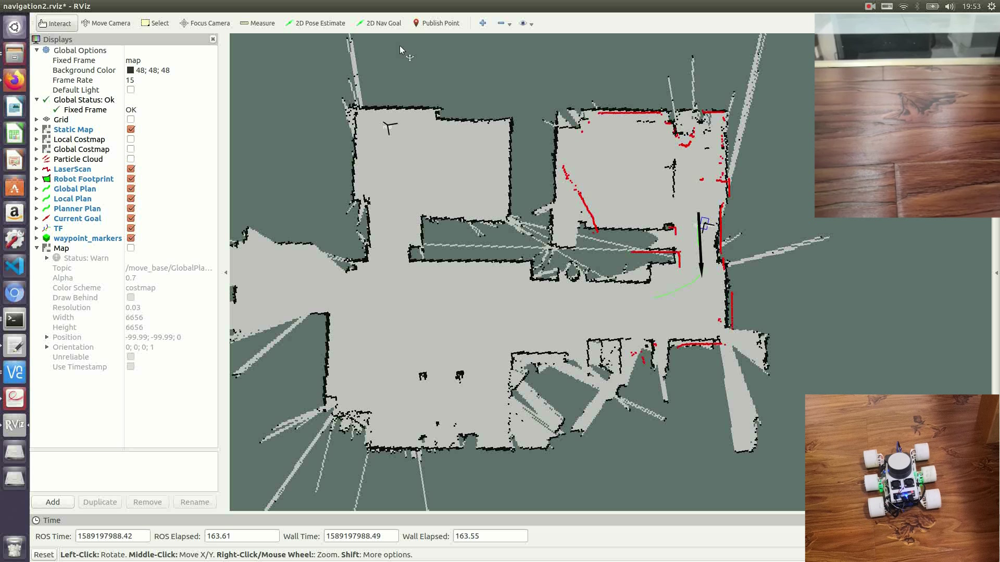 navigation2.rviz* - RViz
19:53
Interact
Move Camera
Select
Focus Camera
Measure
2D Pose Estimate
2D Nav Goal
Publish Point
Displays
Global Options
Fixed Frame map
Background Color 48; 48; 48
Frame Rate 15
Default Light
Global Status: Ok
Fixed Frame OK
Grid
Static Map
Local Costmap
Global Costmap
Particle Cloud
LaserScan
Robot Footprint
Global Plan
Local Plan
Planner Plan
Current Goal
TF
waypoint_markers
Map
Status: Warn
Topic /move_base/GlobalPla...
Alpha 0.7
Color Scheme costmap
Draw Behind
Resolution 0.03
Width 6656
Height 6656
Position -99.99; -99.99; 0
Orientation 0; 0; 0; 1
Unreliable
Use Timestamp
Add
Duplicate
Remove
Rename
Time
ROS Time: 1589197988.42 ROS Elapsed: 163.61 Wall Time: 1589197988.49 Wall Elapsed: 163.55
Reset
Left-Click: Rotate. Middle-Click: Move X/Y. Right-Click/Mouse Wheel:: Zoom. Shift: More options.